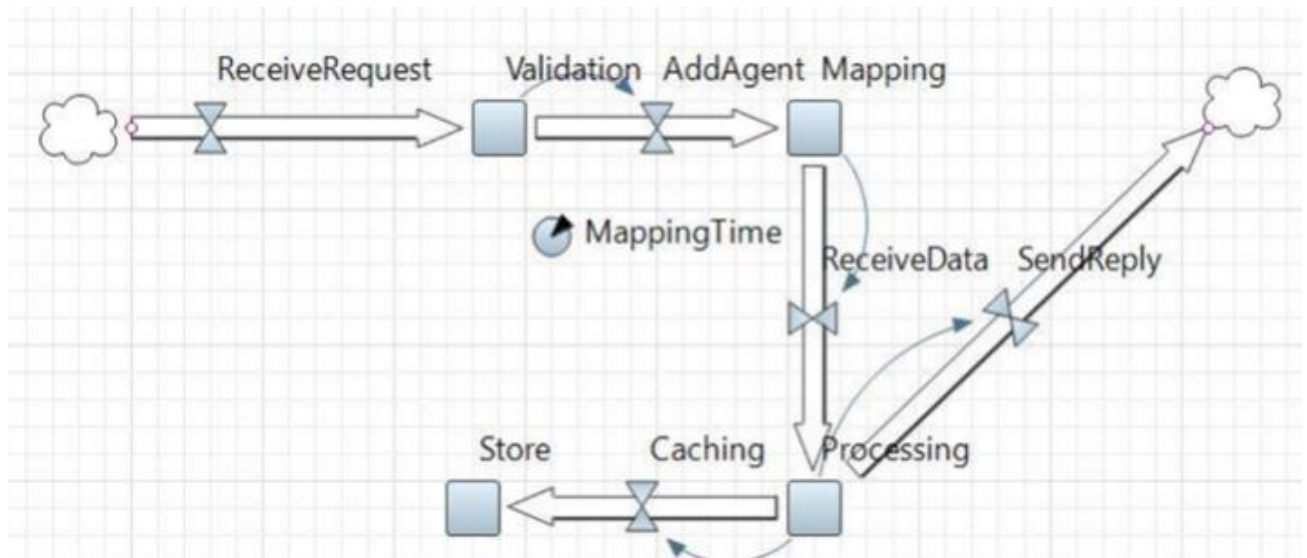 ReceiveRequest
Validation
AddAgent
Mapping
MappingTime
ReceiveData
SendReply
Store
Caching
Processing